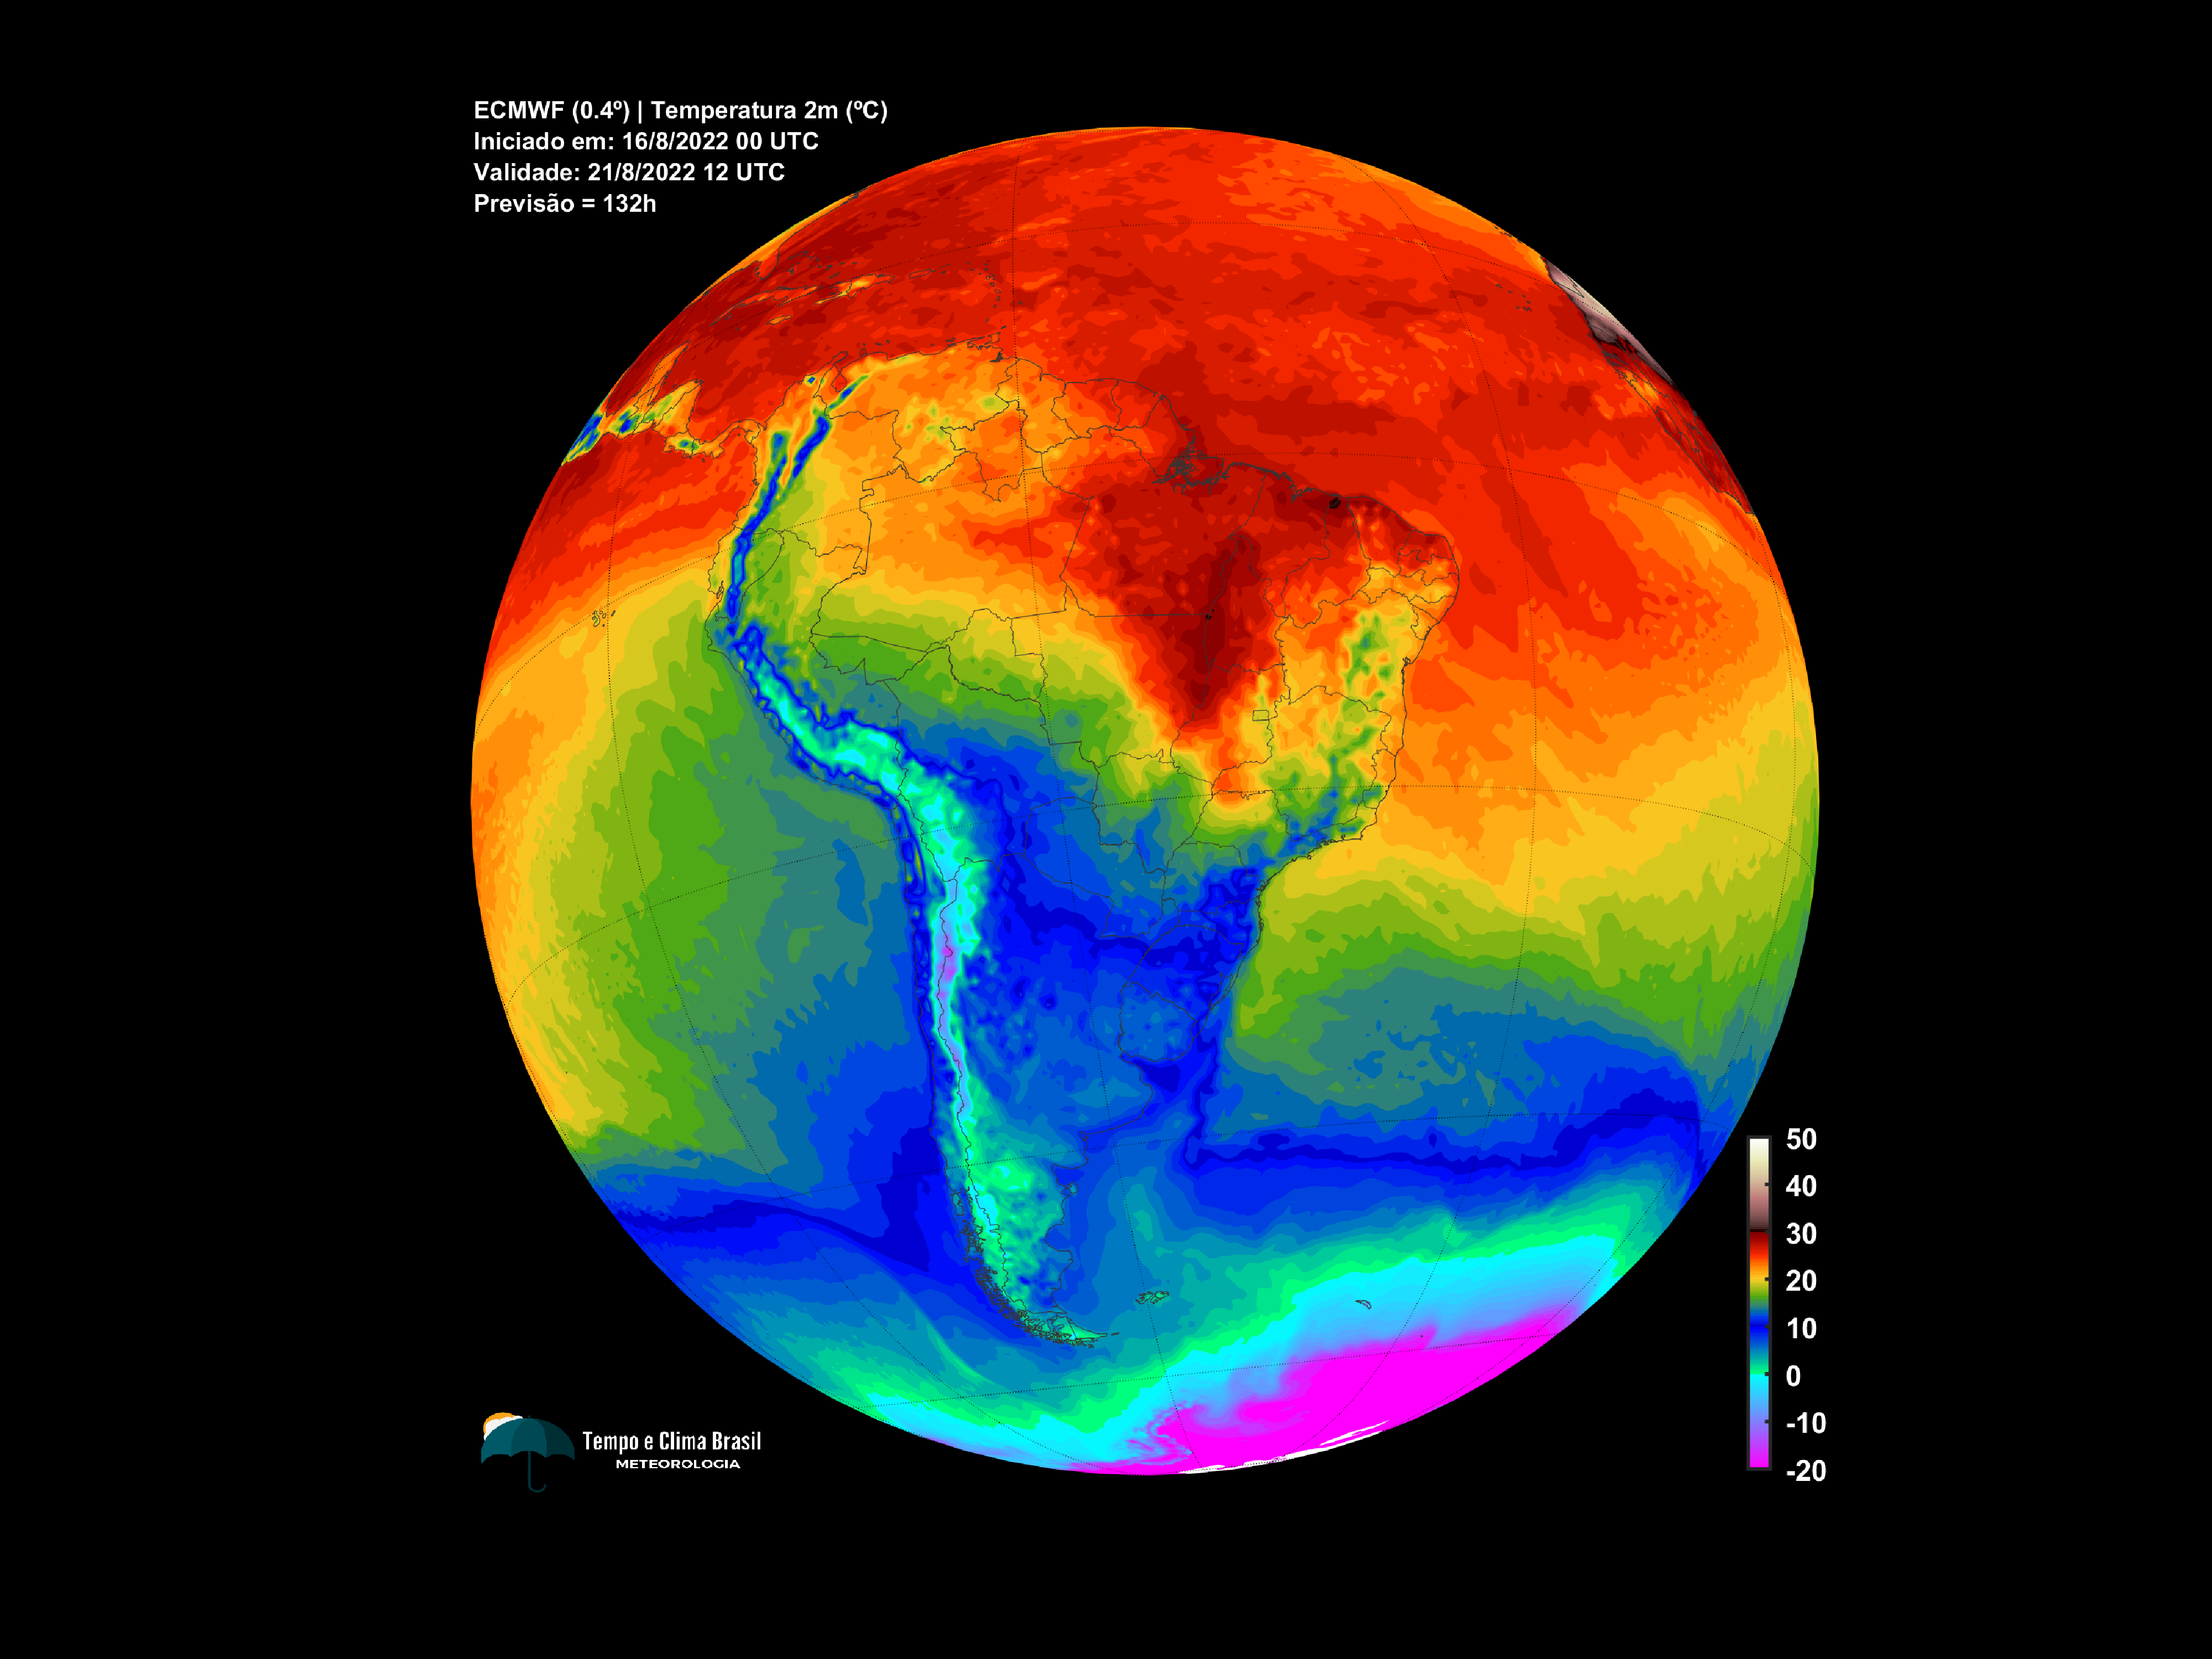 ECMWF (0.4º) | Temperatura 2m (ºC)
Iniciado em: 16/8/2022 00 UTC
Validade: 21/8/2022 12 UTC
Previsão = 132h
50
40
30
20
10
0
-10
-20
Tempo e Clima Brasil
METEOROLOGIA